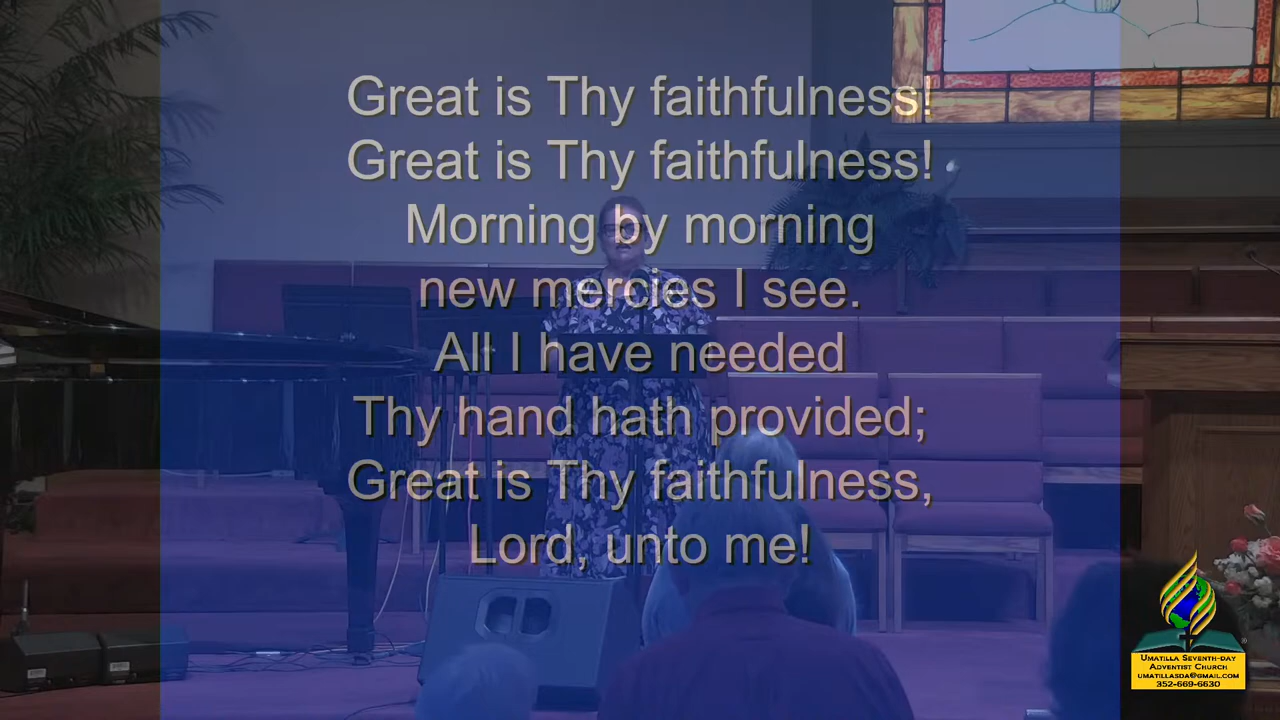 Great is Thy faithfulness!
Great is Thy faithfulness!
Morning by morning
new mercies I see.
All I have needed
Thy hand hath provided;
Great is Thy faithfulness,
Lord, unto me!
Umatilla Seventh-day
Adventist Church
umatillasda@gmail.com
352-669-6630